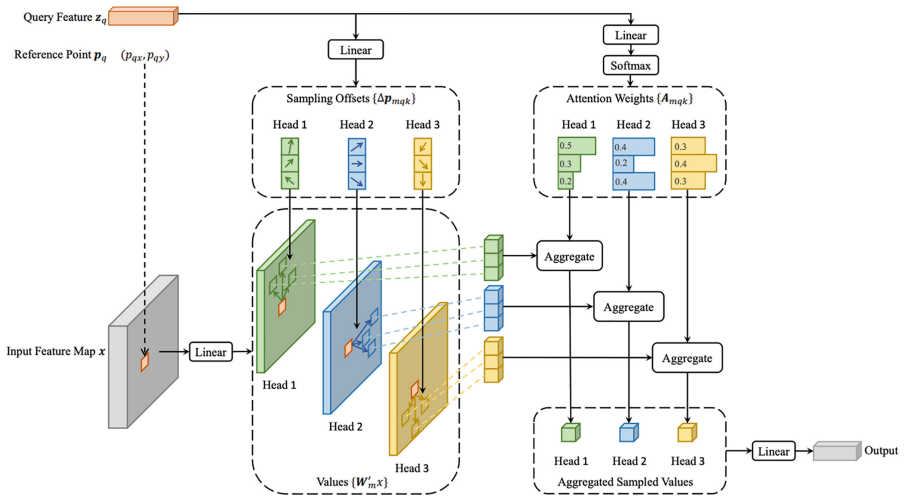 Query Feature z_q
Linear
Linear
Softmax
Reference Point p_q (p_qx, p_qy)
Sampling Offsets {Δp_mqk}
Head 1 Head 2 Head 3
Attention Weights {A_mqk}
Head 1 Head 2 Head 3
0.5 0.4 0.3
0.3 0.2 0.4
0.2 0.4 0.3
Aggregate
Aggregate
Aggregate
Input Feature Map x
Linear
Head 1
Head 2
Head 3
Values {W'_m x}
Head 1 Head 2 Head 3
Aggregated Sampled Values
Linear
Output